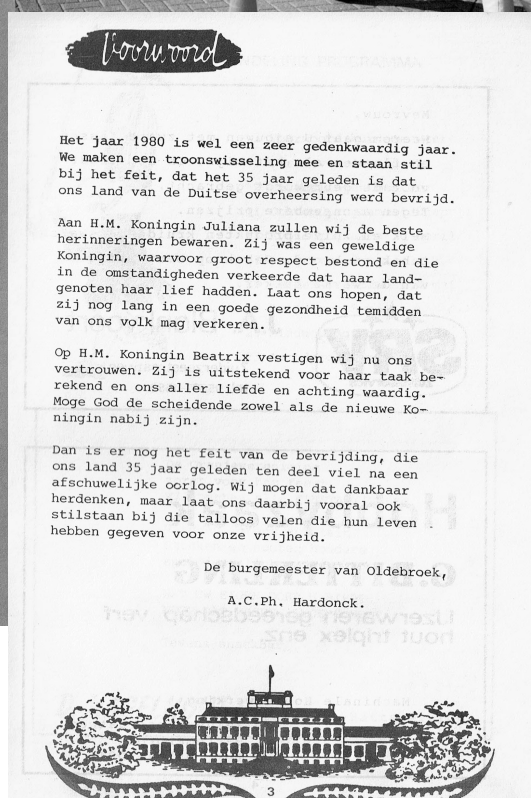 Voorwoord
Het jaar 1980 is wel een zeer gedenkwaardig jaar.
We maken een troonswisseling mee en staan stil
bij het feit, dat het 35 jaar geleden is dat
ons land van de Duitse overheersing werd bevrijd.
Aan H.M. Koningin Juliana zullen wij de beste
herinneringen bewaren. Zij was een geweldige
Koningin, waarvoor groot respect bestond en die
in de omstandigheden verkeerde dat haar land-
genoten haar lief hadden. Laat ons hopen, dat
zij nog lang in een goede gezondheid temidden
van ons volk mag verkeren.
Op H.M. Koningin Beatrix vestigen wij nu ons
vertrouwen. Zij is uitstekend voor haar taak be-
rekend en ons aller liefde en achting waardig.
Moge God de scheidende zowel als de nieuwe Ko-
ningin nabij zijn.
Dan is er nog het feit van de bevrijding, die
ons land 35 jaar geleden ten deel viel na een
afschuwelijke oorlog. Wij mogen dat dankbaar
herdenken, maar laat ons daarbij vooral ook
stilstaan bij die talloos velen die hun leven
hebben gegeven voor onze vrijheid.
De burgemeester van Oldebroek,
A.C.Ph. Hardonck.
IJzerwaren gereedschap verf
hout triplex enz.
3